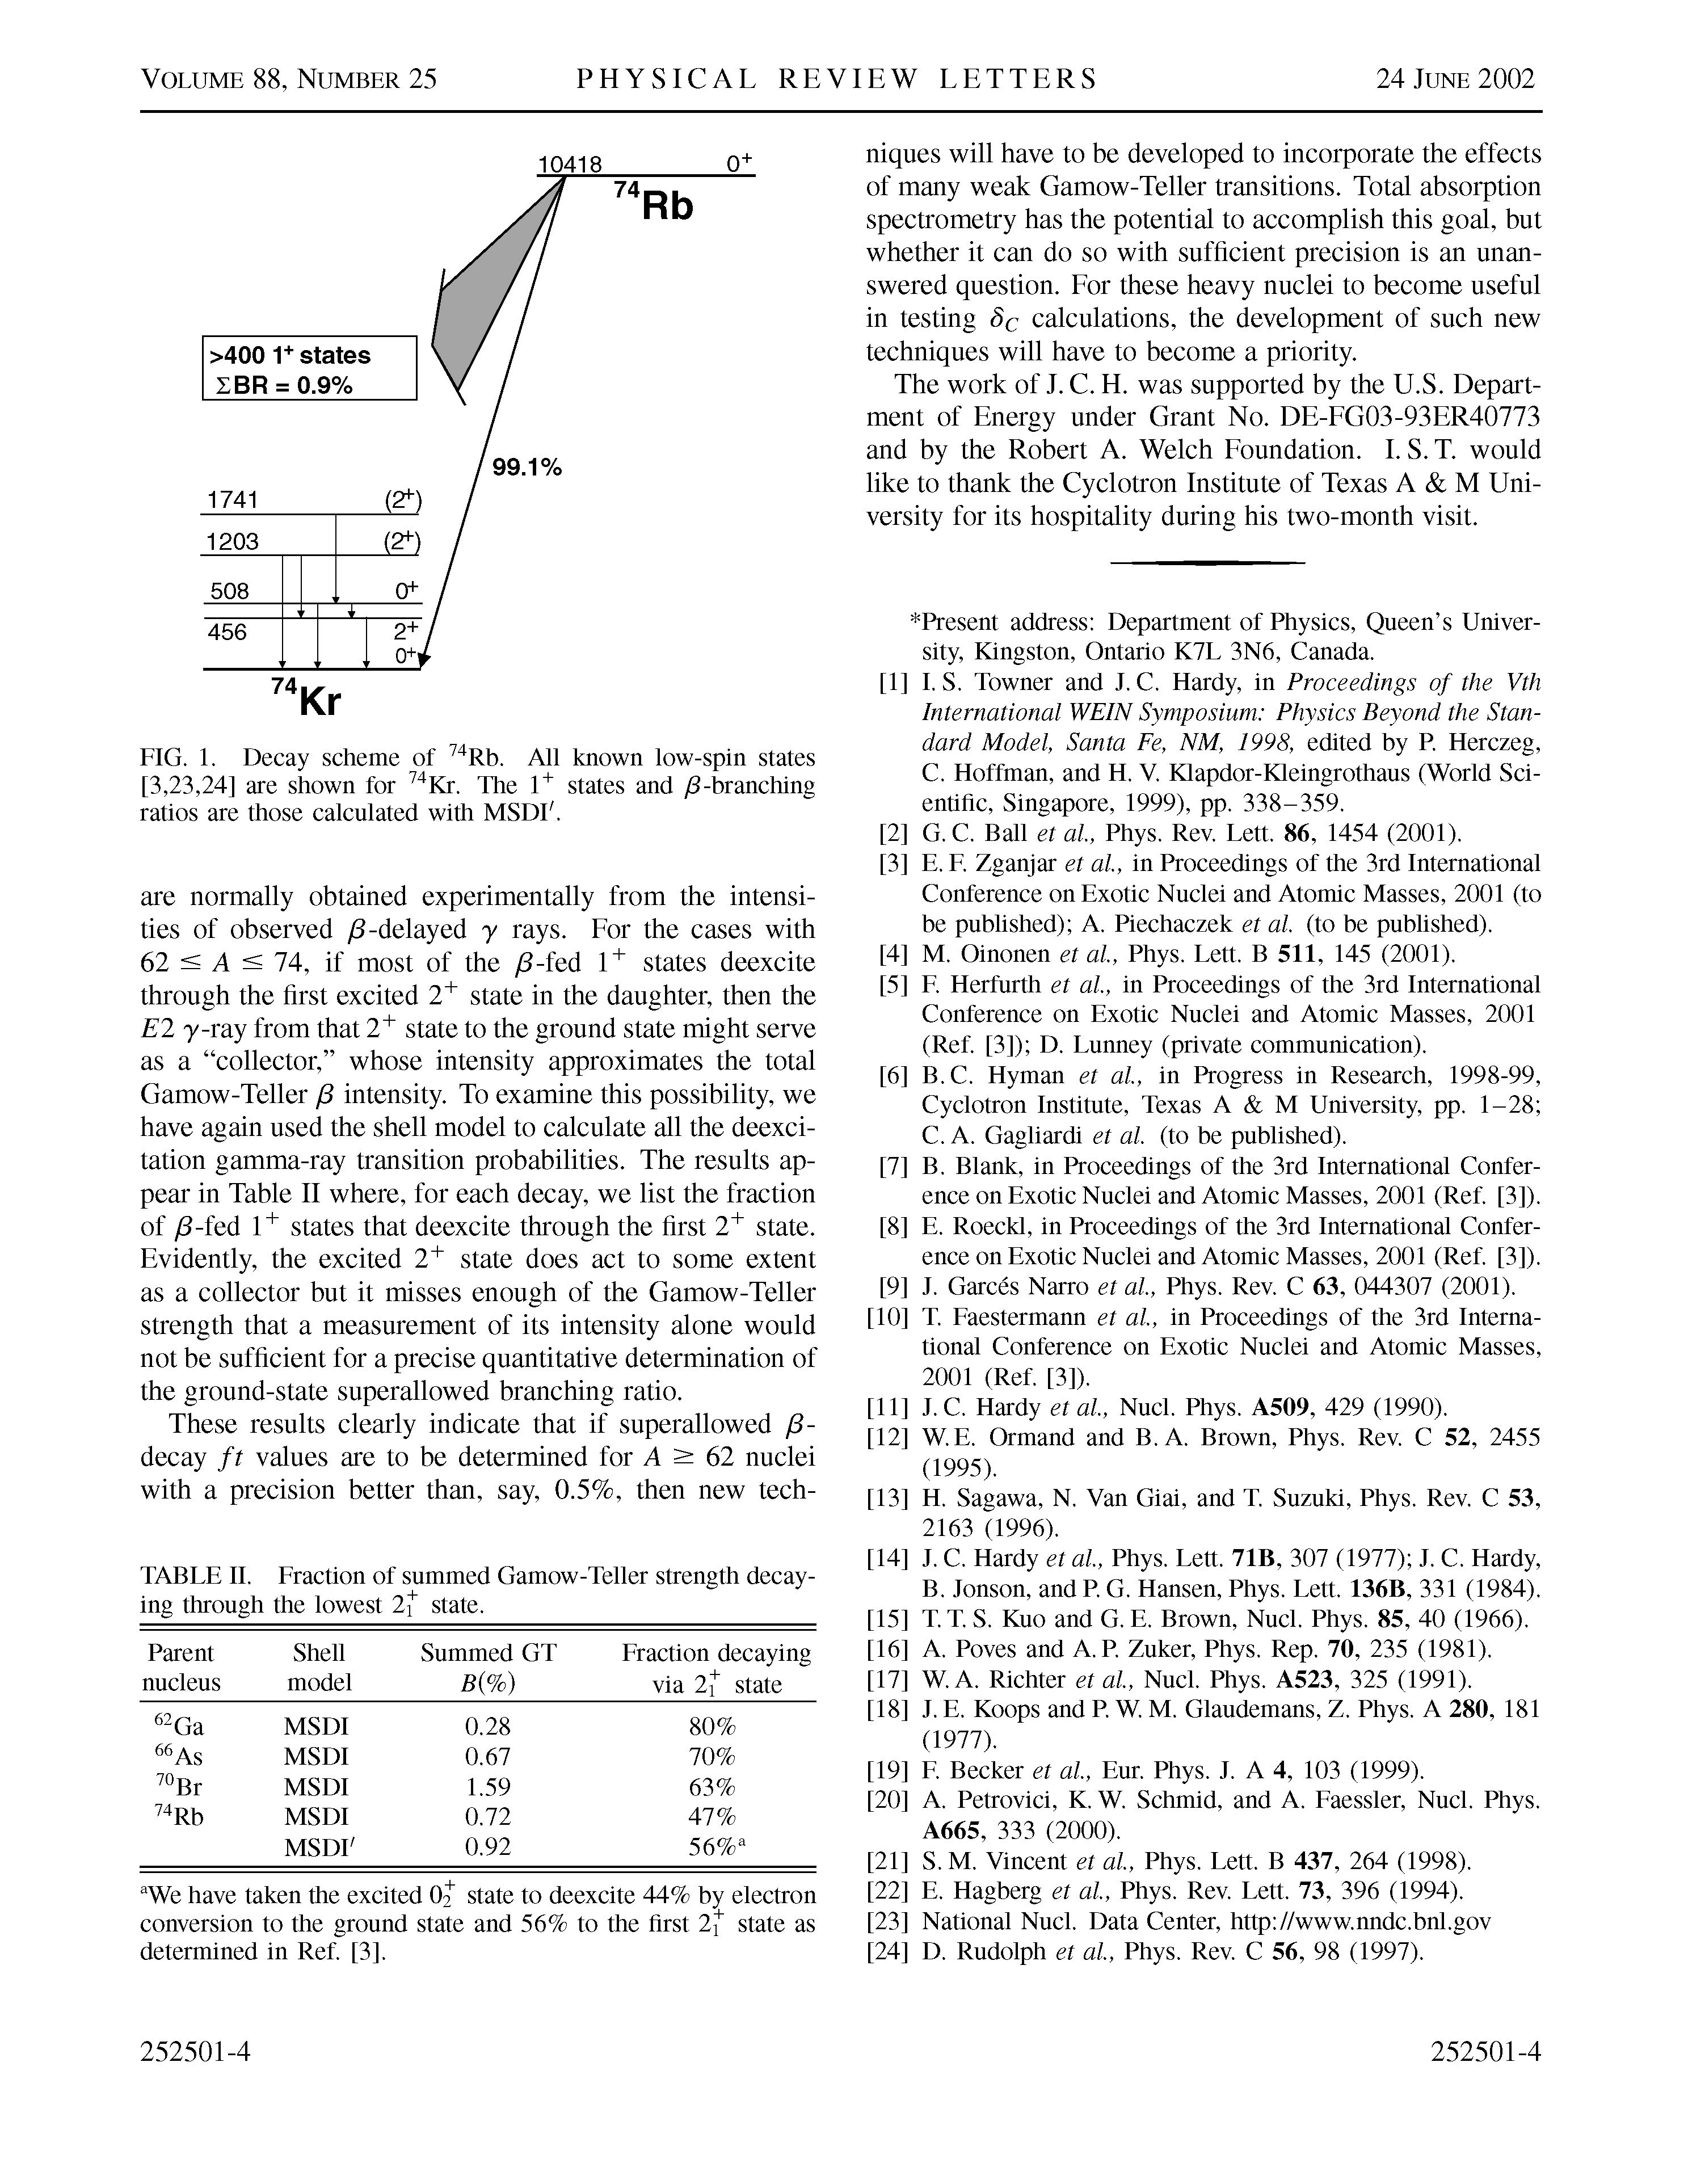 VOLUME 88, NUMBER 25 PHYSICAL REVIEW LETTERS 24 JUNE 2002
10418 0+
74Rb
>400 1+ states
ΣBR = 0.9%
99.1%
1741 (2+)
1203 (2+)
508 0+
456 2+
0+
74Kr
FIG. 1. Decay scheme of 74Rb. All known low-spin states
[3,23,24] are shown for 74Kr. The 1+ states and β-branching
ratios are those calculated with MSDI′.
are normally obtained experimentally from the intensi-
ties of observed β-delayed γ rays. For the cases with
62 ≤ A ≤ 74, if most of the β-fed 1+ states deexcite
through the first excited 2+ state in the daughter, then the
E2 γ-ray from that 2+ state to the ground state might serve
as a “collector,” whose intensity approximates the total
Gamow-Teller β intensity. To examine this possibility, we
have again used the shell model to calculate all the deexci-
tation gamma-ray transition probabilities. The results ap-
pear in Table II where, for each decay, we list the fraction
of β-fed 1+ states that deexcite through the first 2+ state.
Evidently, the excited 2+ state does act to some extent
as a collector but it misses enough of the Gamow-Teller
strength that a measurement of its intensity alone would
not be sufficient for a precise quantitative determination of
the ground-state superallowed branching ratio.
These results clearly indicate that if superallowed β-
decay ft values are to be determined for A ≥ 62 nuclei
with a precision better than, say, 0.5%, then new tech-
TABLE II. Fraction of summed Gamow-Teller strength decay-
ing through the lowest 2₁⁺ state.
Parent Shell Summed GT Fraction decaying
nucleus model B(%) via 2₁⁺ state
62Ga MSDI 0.28 80%
66As MSDI 0.67 70%
70Br MSDI 1.59 63%
74Rb MSDI 0.72 47%
MSDI′ 0.92 56%a
aWe have taken the excited 0₂⁺ state to deexcite 44% by electron
conversion to the ground state and 56% to the first 2₁⁺ state as
determined in Ref. [3].
niques will have to be developed to incorporate the effects
of many weak Gamow-Teller transitions. Total absorption
spectrometry has the potential to accomplish this goal, but
whether it can do so with sufficient precision is an unan-
swered question. For these heavy nuclei to become useful
in testing δC calculations, the development of such new
techniques will have to become a priority.
The work of J. C. H. was supported by the U.S. Depart-
ment of Energy under Grant No. DE-FG03-93ER40773
and by the Robert A. Welch Foundation. I. S. T. would
like to thank the Cyclotron Institute of Texas A & M Uni-
versity for its hospitality during his two-month visit.
*Present address: Department of Physics, Queen’s Univer-
sity, Kingston, Ontario K7L 3N6, Canada.
[1] I. S. Towner and J. C. Hardy, in Proceedings of the Vth
International WEIN Symposium: Physics Beyond the Stan-
dard Model, Santa Fe, NM, 1998, edited by P. Herczeg,
C. Hoffman, and H. V. Klapdor-Kleingrothaus (World Sci-
entific, Singapore, 1999), pp. 338–359.
[2] G. C. Ball et al., Phys. Rev. Lett. 86, 1454 (2001).
[3] E. F. Zganjar et al., in Proceedings of the 3rd International
Conference on Exotic Nuclei and Atomic Masses, 2001 (to
be published); A. Piechaczek et al. (to be published).
[4] M. Oinonen et al., Phys. Lett. B 511, 145 (2001).
[5] F. Herfurth et al., in Proceedings of the 3rd International
Conference on Exotic Nuclei and Atomic Masses, 2001
(Ref. [3]); D. Lunney (private communication).
[6] B. C. Hyman et al., in Progress in Research, 1998-99,
Cyclotron Institute, Texas A & M University, pp. 1–28;
C. A. Gagliardi et al. (to be published).
[7] B. Blank, in Proceedings of the 3rd International Confer-
ence on Exotic Nuclei and Atomic Masses, 2001 (Ref. [3]).
[8] E. Roeckl, in Proceedings of the 3rd International Confer-
ence on Exotic Nuclei and Atomic Masses, 2001 (Ref. [3]).
[9] J. Garcés Narro et al., Phys. Rev. C 63, 044307 (2001).
[10] T. Faestermann et al., in Proceedings of the 3rd Interna-
tional Conference on Exotic Nuclei and Atomic Masses,
2001 (Ref. [3]).
[11] J. C. Hardy et al., Nucl. Phys. A509, 429 (1990).
[12] W. E. Ormand and B. A. Brown, Phys. Rev. C 52, 2455
(1995).
[13] H. Sagawa, N. Van Giai, and T. Suzuki, Phys. Rev. C 53,
2163 (1996).
[14] J. C. Hardy et al., Phys. Lett. 71B, 307 (1977); J. C. Hardy,
B. Jonson, and P. G. Hansen, Phys. Lett. 136B, 331 (1984).
[15] T. T. S. Kuo and G. E. Brown, Nucl. Phys. 85, 40 (1966).
[16] A. Poves and A. P. Zuker, Phys. Rep. 70, 235 (1981).
[17] W. A. Richter et al., Nucl. Phys. A523, 325 (1991).
[18] J. E. Koops and P. W. M. Glaudemans, Z. Phys. A 280, 181
(1977).
[19] F. Becker et al., Eur. Phys. J. A 4, 103 (1999).
[20] A. Petrovici, K. W. Schmid, and A. Faessler, Nucl. Phys.
A665, 333 (2000).
[21] S. M. Vincent et al., Phys. Lett. B 437, 264 (1998).
[22] E. Hagberg et al., Phys. Rev. Lett. 73, 396 (1994).
[23] National Nucl. Data Center, http://www.nndc.bnl.gov
[24] D. Rudolph et al., Phys. Rev. C 56, 98 (1997).
252501-4 252501-4